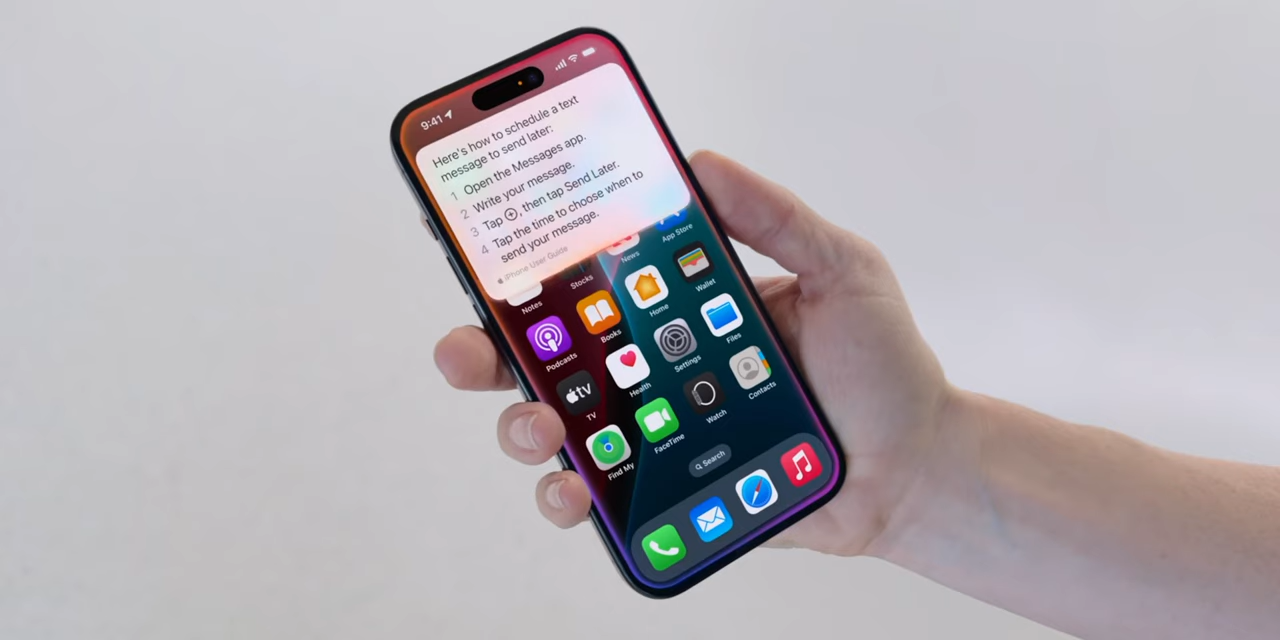 9:41
Here's how to schedule a text
message to send later:
1 Open the Messages app.
2 Write your message.
3 Tap ⊕, then tap Send Later.
4 Tap the time to choose when to
send your message.
iPhone User Guide
Notes
Stocks
News
App Store
Podcasts
Books
Home
Wallet
tv
TV
Health
Settings
Files
Find My
FaceTime
Watch
Contacts
Search